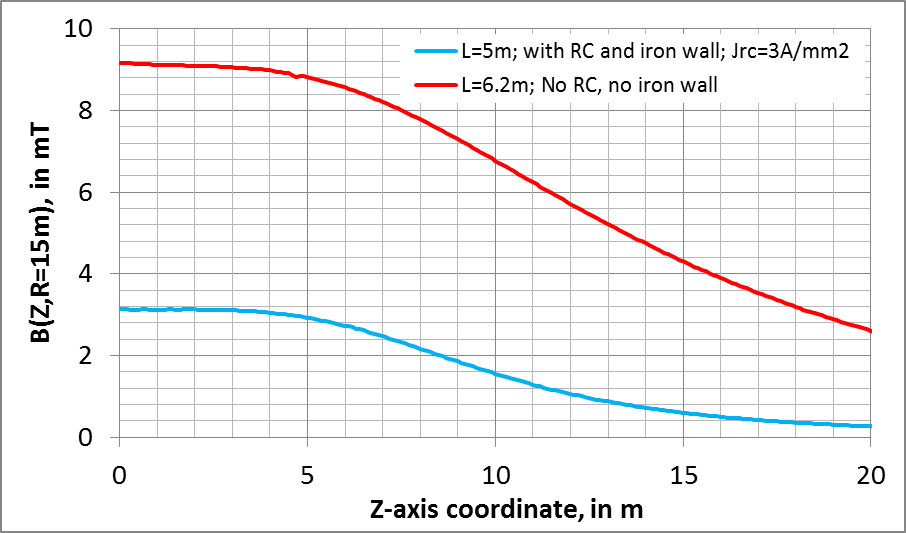 10
8
6
4
2
0
B(Z,R=15m), in mT
L=5m; with RC and iron wall; Jrc=3A/mm2
L=6.2m; No RC, no iron wall
0 5 10 15 20
Z-axis coordinate, in m